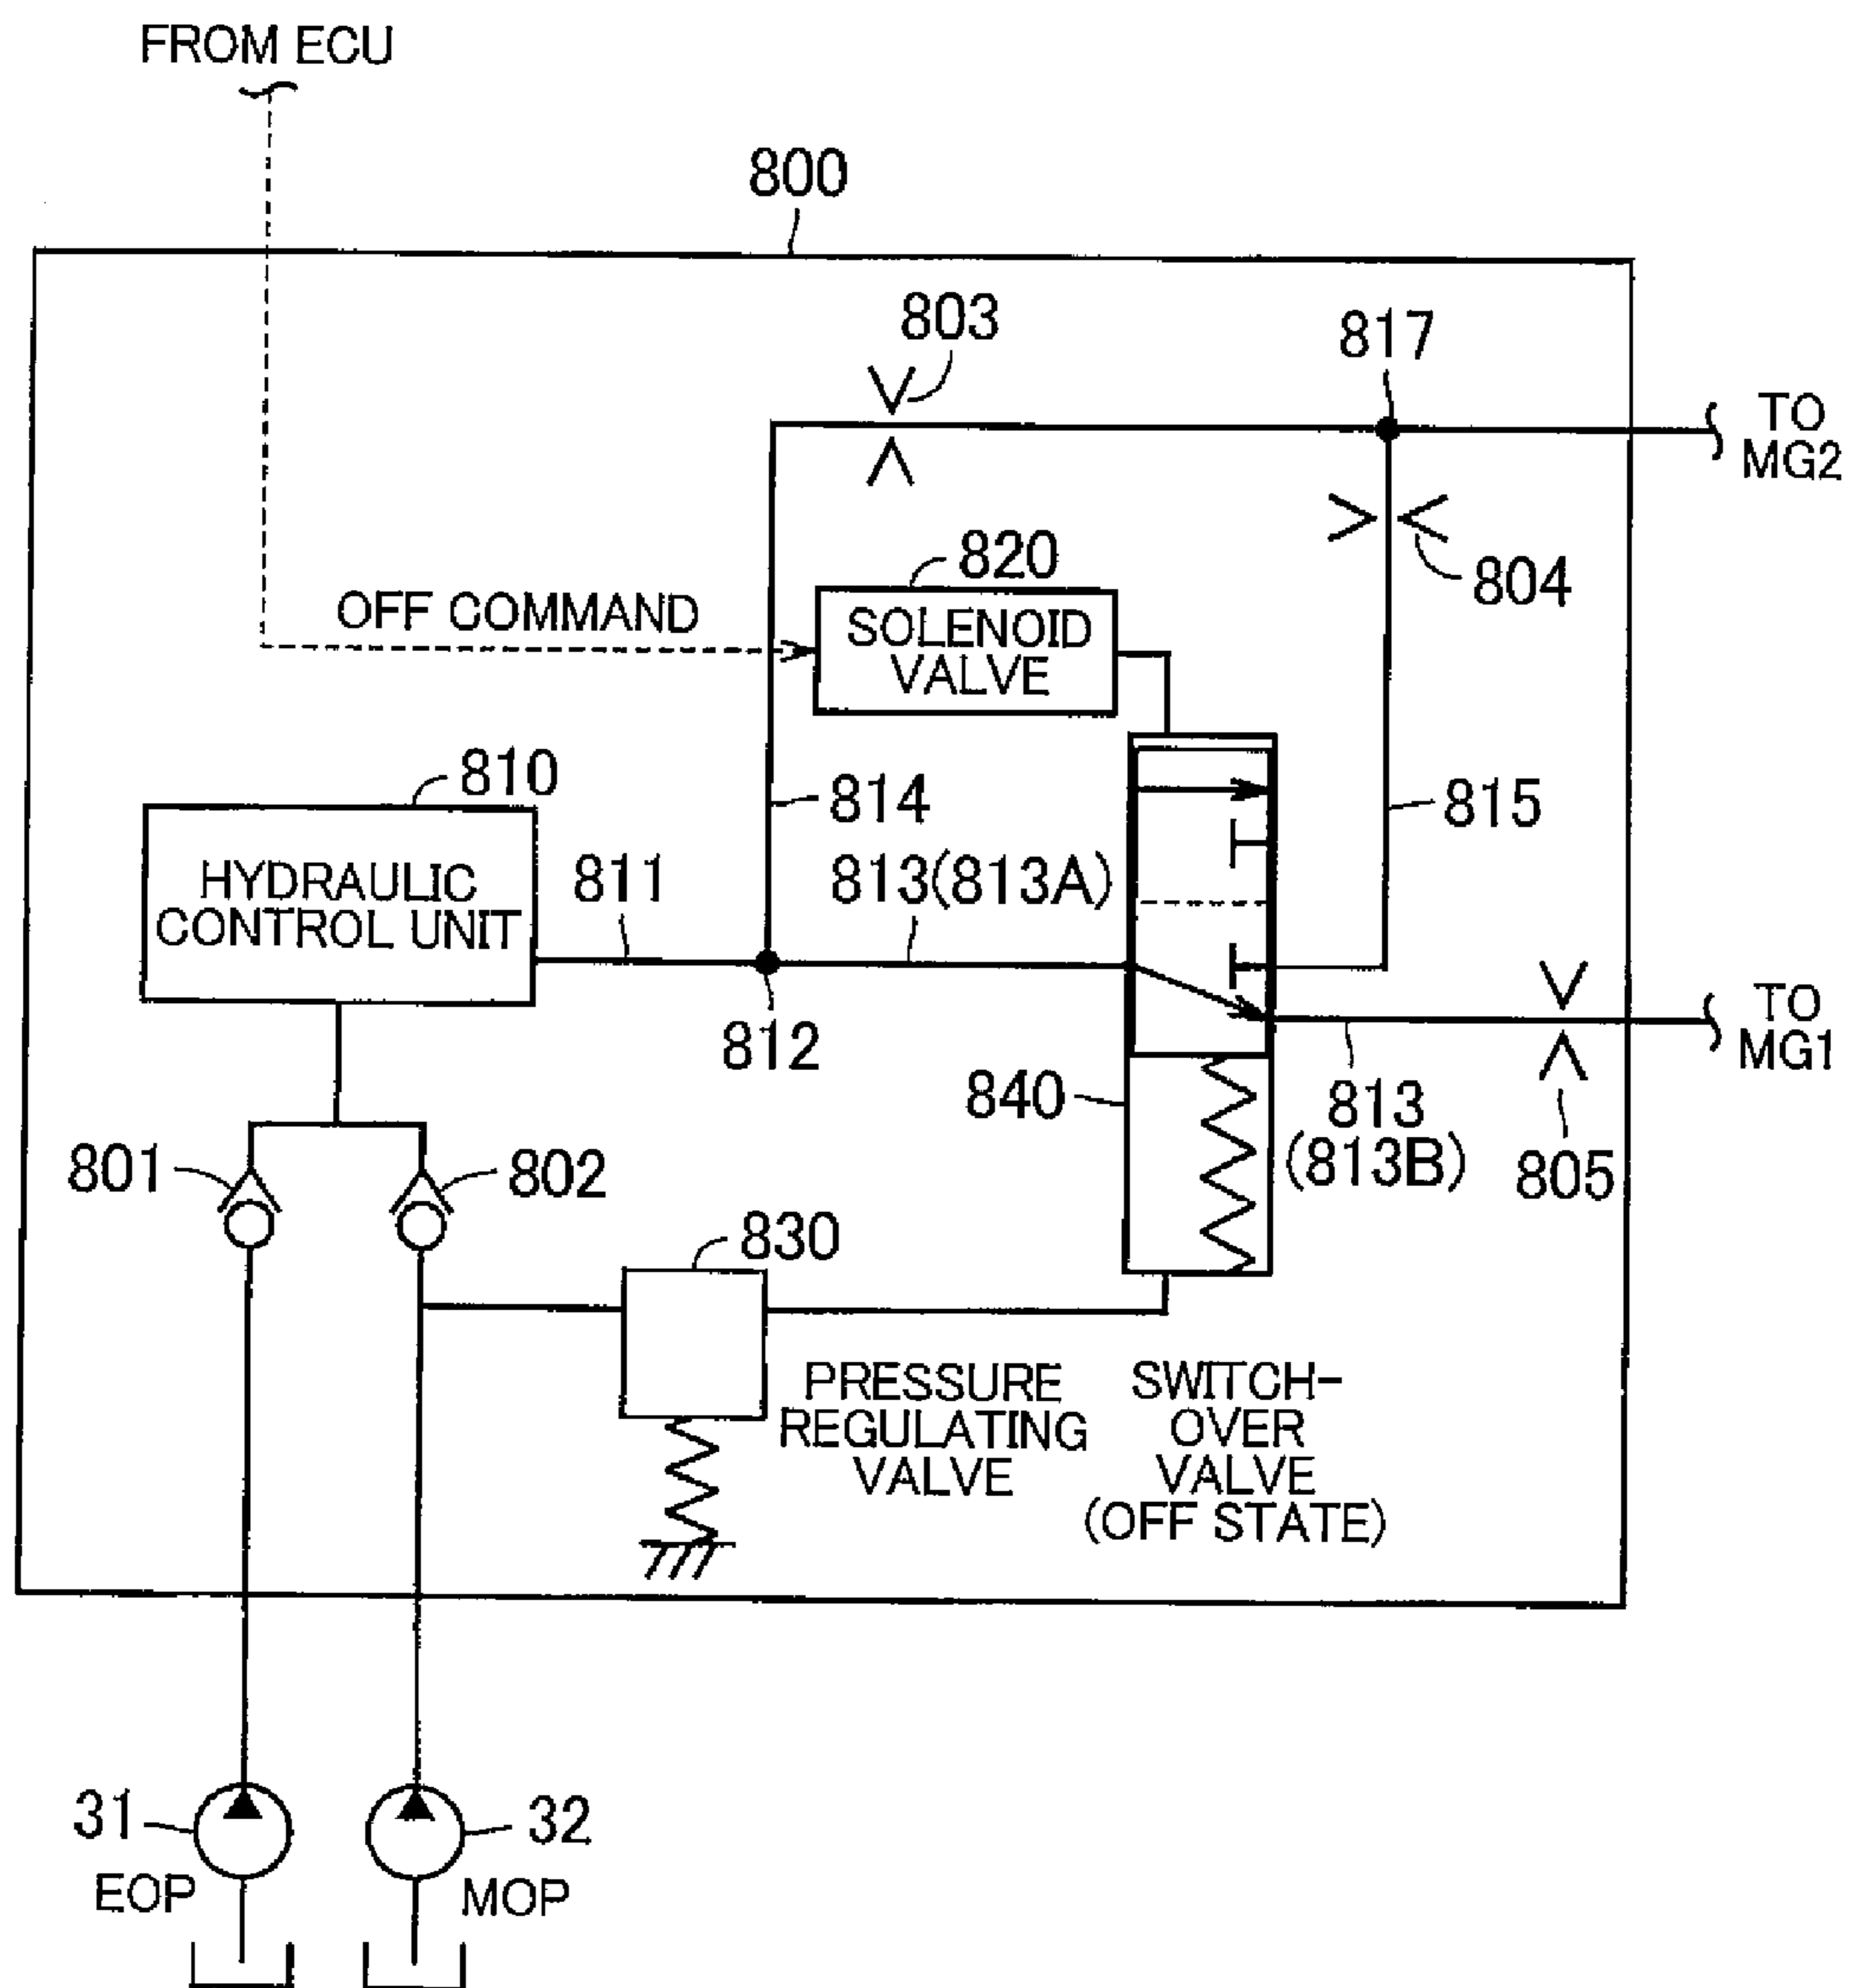 FROM ECU
800
803
817
TO
MG2
804
820
OFF COMMAND
SOLENOID
VALVE
810
814
815
HYDRAULIC
CONTROL UNIT
811
813(813A)
812
TO
MG1
840
813
(813B)
805
801
802
830
PRESSURE
REGULATING
VALVE
SWITCH-
OVER
VALVE
(OFF STATE)
31
EOP
32
MOP